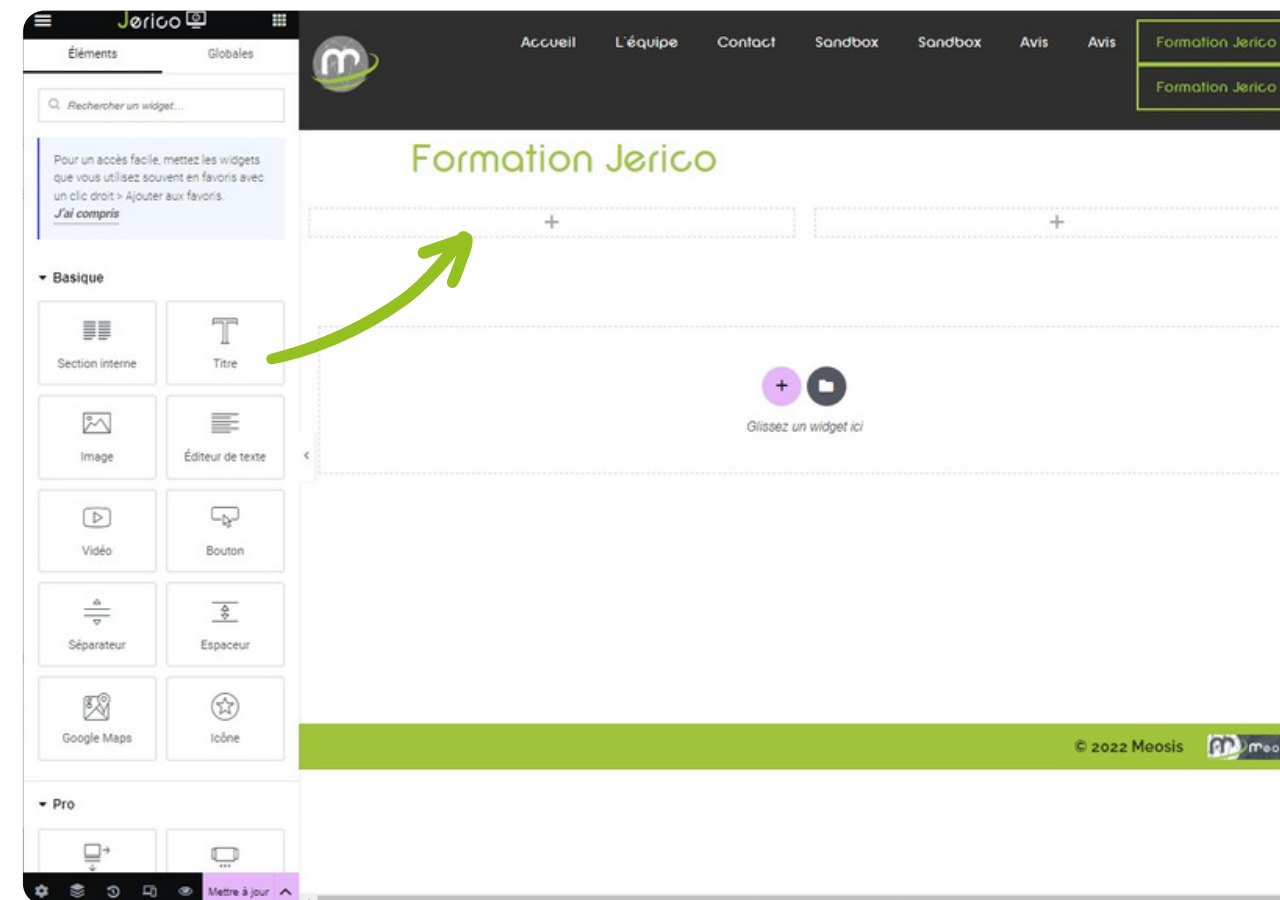 Jerico
Éléments
Globales
Rechercher un widget...
Pour un accès facile, mettez les widgets
que vous utilisez souvent en favoris avec
un clic droit > Ajouter aux favoris.
J'ai compris
Basique
Section interne
Titre
Image
Éditeur de texte
Vidéo
Bouton
Séparateur
Espaceur
Google Maps
Icône
Pro
Mettre à jour
m
Accueil
L'équipe
Contact
Sandbox
Sandbox
Avis
Avis
Formation Jerico
Formation Jerico
Formation Jerico
Glissez un widget ici
© 2022 Meosis
m meo